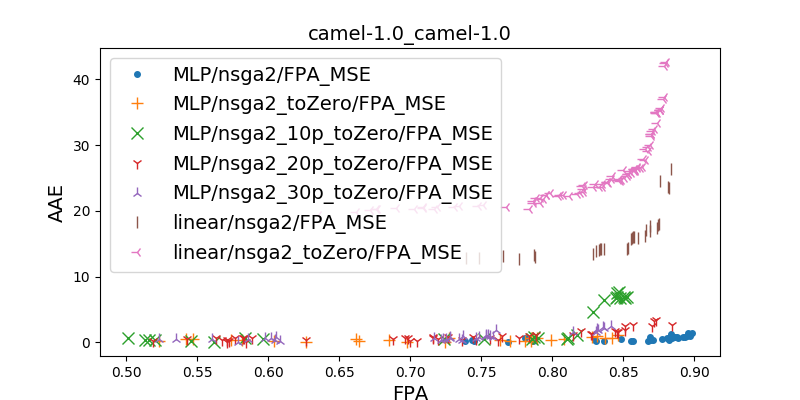 camel-1.0_camel-1.0
MLP/nsga2/FPA_MSE
MLP/nsga2_toZero/FPA_MSE
MLP/nsga2_10p_toZero/FPA_MSE
MLP/nsga2_20p_toZero/FPA_MSE
MLP/nsga2_30p_toZero/FPA_MSE
linear/nsga2/FPA_MSE
linear/nsga2_toZero/FPA_MSE
AAE
40
30
20
10
0
0.50 0.55 0.60 0.65 0.70 0.75 0.80 0.85 0.90
FPA